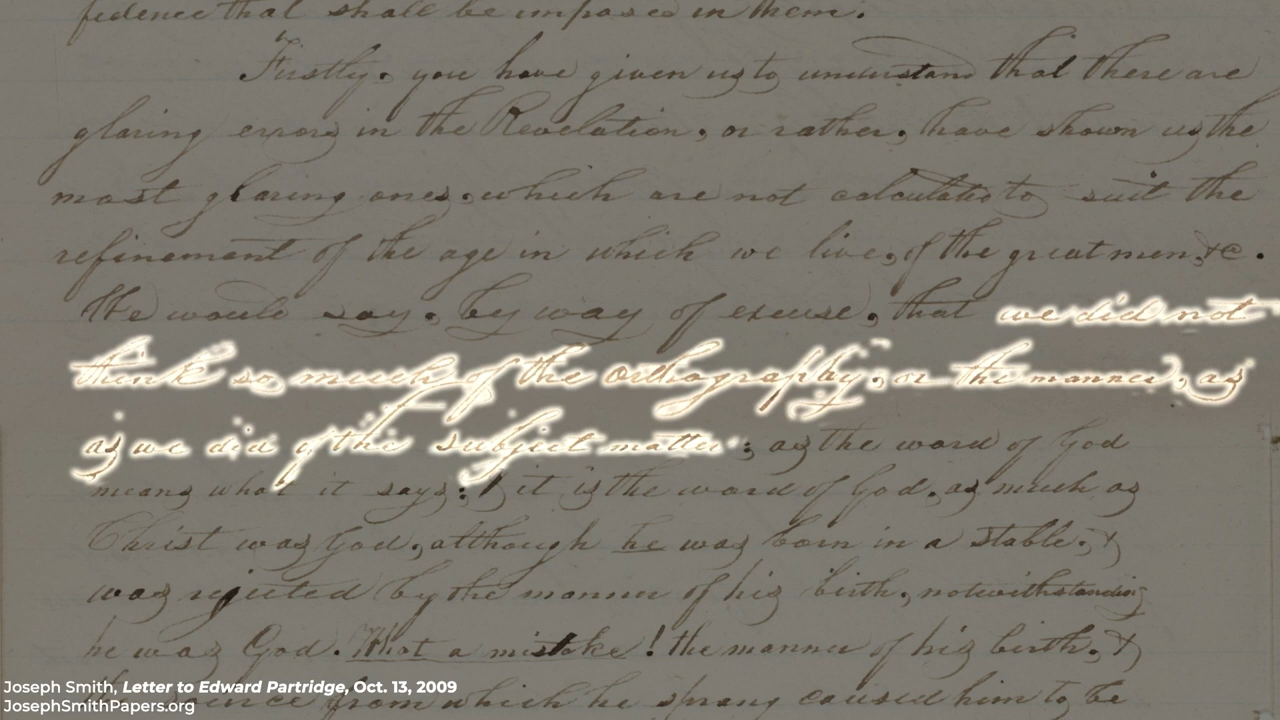 fidence that shall be imposed in them.
Firstly. you have given us to understand that there are
glaring errors in the Revelation, or rather, have shown us the
most glaring ones, which are not calculated to suit the
refinement of the age in which we live, of the great men, &c.
We would say, by way of excuse, that we did not
think so much of the orthography, or the manner, as
as we did of the subject matter; as the word of God
means what it says; & it is the word of God, as much as
Christ was God, although he was born in a stable, &
was rejected by the manner of his birth, notwithstanding
he was God. What a mistake! the manner of his birth, &
from which he sprang caused him to be
Joseph Smith, Letter to Edward Partridge, Oct. 13, 2009
JosephSmithPapers.org